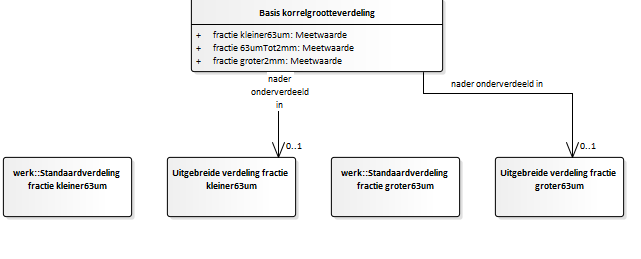 Basis korrelgrootteverdeling
+ fractie kleiner63um: Meetwaarde
+ fractie 63umTot2mm: Meetwaarde
+ fractie groter2mm: Meetwaarde
nader
onderverdeeld
in
nader onderverdeeld in
0..1
0..1
werk::Standaardverdeling
fractie kleiner63um
Uitgebreide verdeling fractie
kleiner63um
werk::Standaardverdeling
fractie groter63um
Uitgebreide verdeling fractie
groter63um